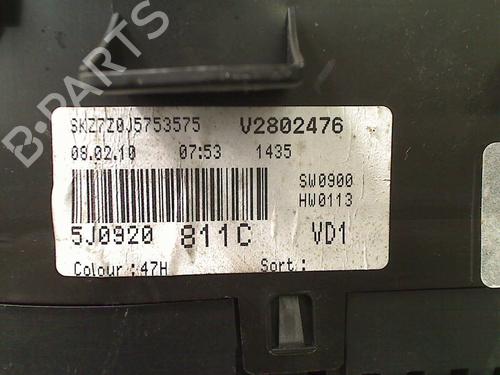 SKZ7Z0J5753575 V2802476
08.02.10 07:53 1435
SW0900
HW0113
5J0920 811C VD1
Colour : 47H Sort :
B-PARTS